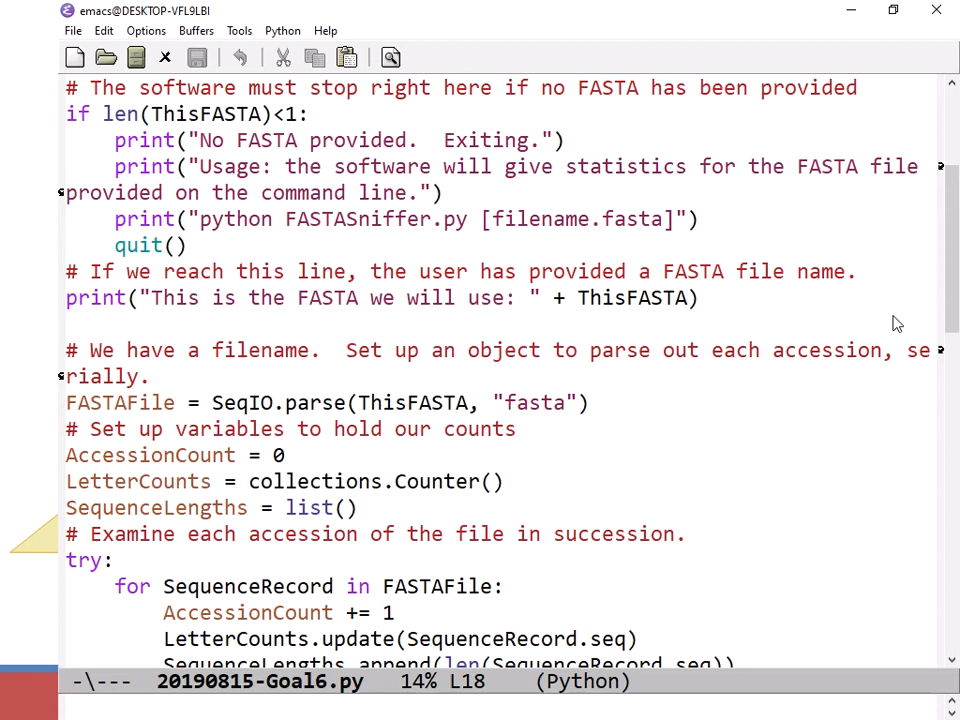 emacs@DESKTOP-VFL9LBI
File Edit Options Buffers Tools Python Help
# The software must stop right here if no FASTA has been provided
if len(ThisFASTA)<1:
    print("No FASTA provided.  Exiting.")
    print("Usage: the software will give statistics for the FASTA file
provided on the command line.")
    print("python FASTASniffer.py [filename.fasta]")
    quit()
# If we reach this line, the user has provided a FASTA file name.
print("This is the FASTA we will use: " + ThisFASTA)
# We have a filename.  Set up an object to parse out each accession, se
rially.
FASTAFile = SeqIO.parse(ThisFASTA, "fasta")
# Set up variables to hold our counts
AccessionCount = 0
LetterCounts = collections.Counter()
SequenceLengths = list()
# Examine each accession of the file in succession.
try:
    for SequenceRecord in FASTAFile:
        AccessionCount += 1
        LetterCounts.update(SequenceRecord.seq)
        SequenceLengths.append(len(SequenceRecord.seq))
-\--- 20190815-Goal6.py 14% L18 (Python)